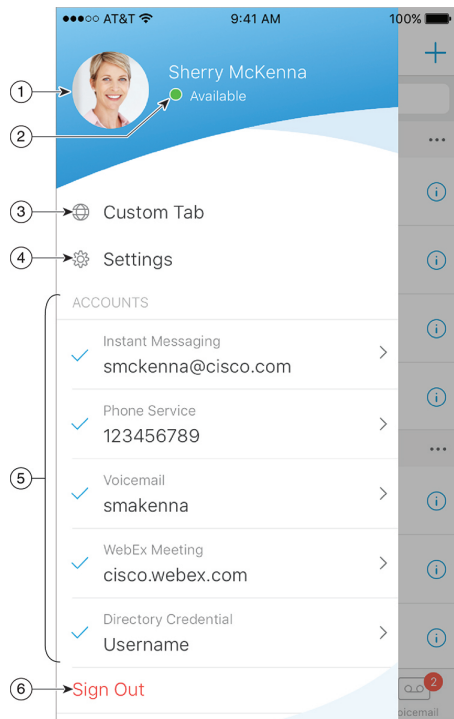 AT&T 9:41 AM 100%
Sherry McKenna
1
Available
2
3 Custom Tab
4 Settings
ACCOUNTS
Instant Messaging
smckenna@cisco.com
Phone Service
123456789
5
Voicemail
smakenna
WebEx Meeting
cisco.webex.com
Directory Credential
Username
6 Sign Out
2
oicemail